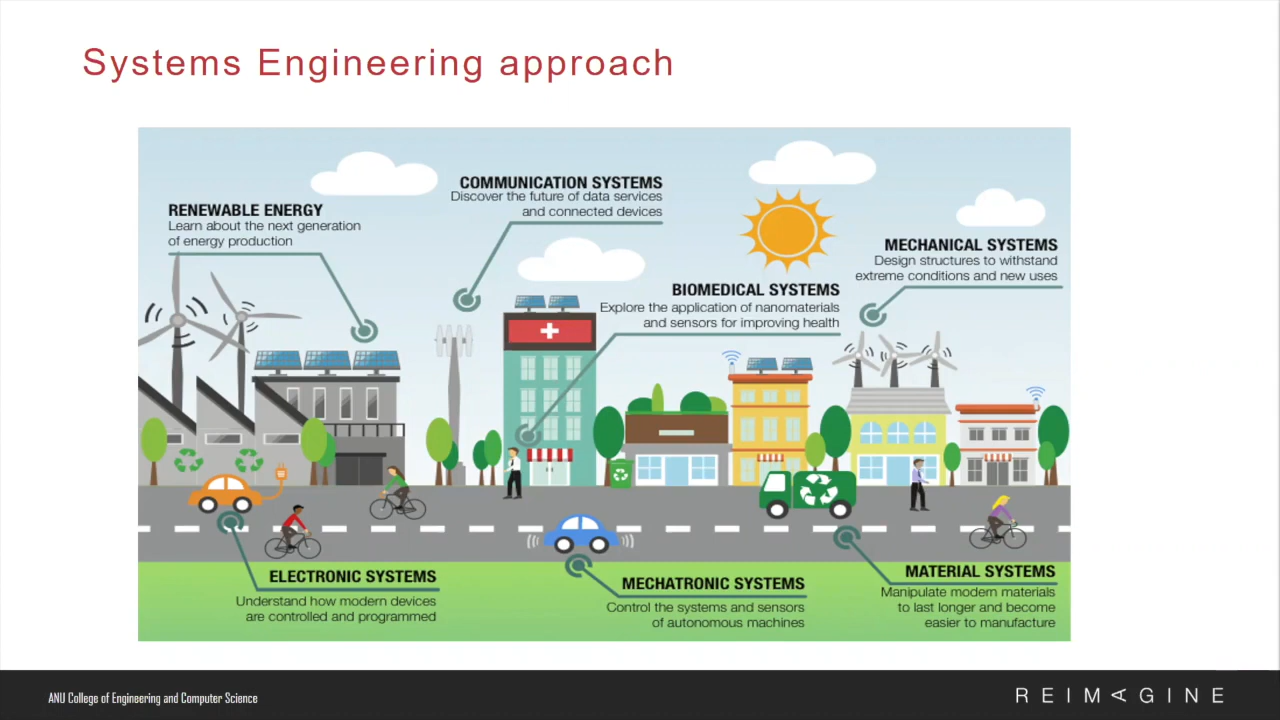 Systems Engineering approach
RENEWABLE ENERGY
Learn about the next generation
of energy production
COMMUNICATION SYSTEMS
Discover the future of data services
and connected devices
BIOMEDICAL SYSTEMS
Explore the application of nanomaterials
and sensors for improving health
MECHANICAL SYSTEMS
Design structures to withstand
extreme conditions and new uses
ELECTRONIC SYSTEMS
Understand how modern devices
are controlled and programmed
MECHATRONIC SYSTEMS
Control the systems and sensors
of autonomous machines
MATERIAL SYSTEMS
Manipulate modern materials
to last longer and become
easier to manufacture
ANU College of Engineering and Computer Science
REIMAGINE